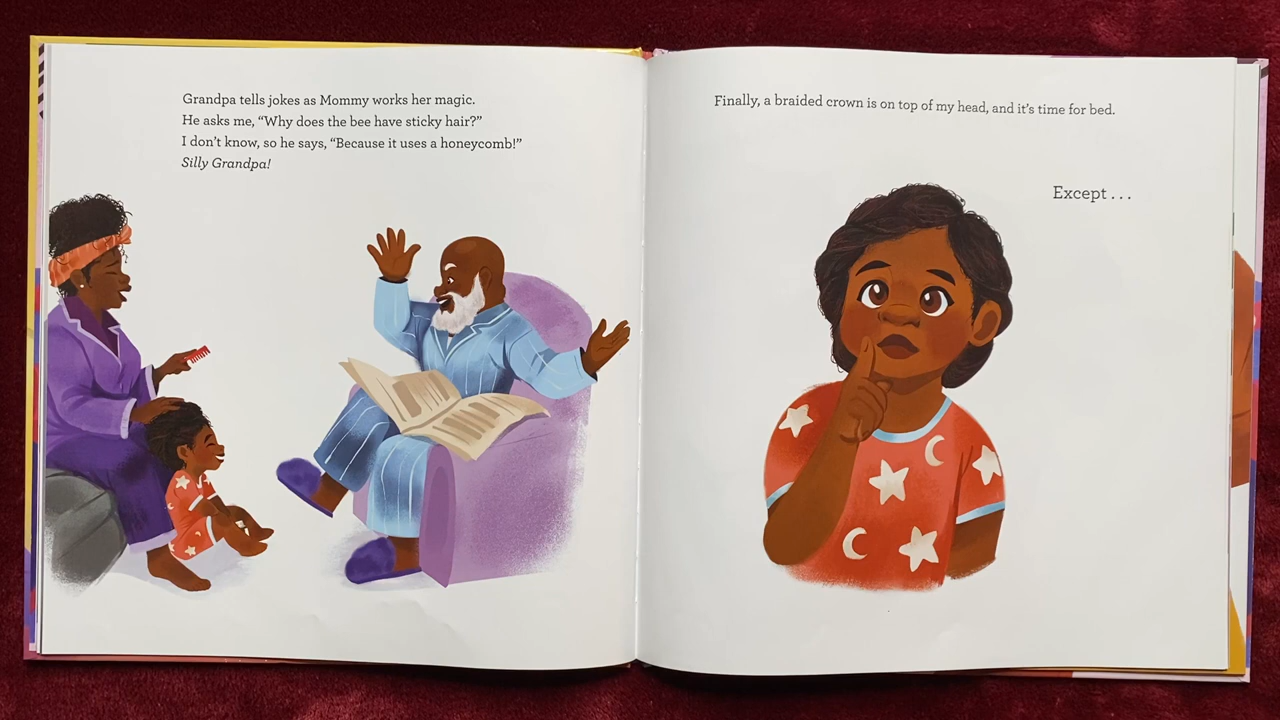 Grandpa tells jokes as Mommy works her magic.
He asks me, “Why does the bee have sticky hair?”
I don’t know, so he says, “Because it uses a honeycomb!”
Silly Grandpa!
Finally, a braided crown is on top of my head, and it’s time for bed.
Except . . .